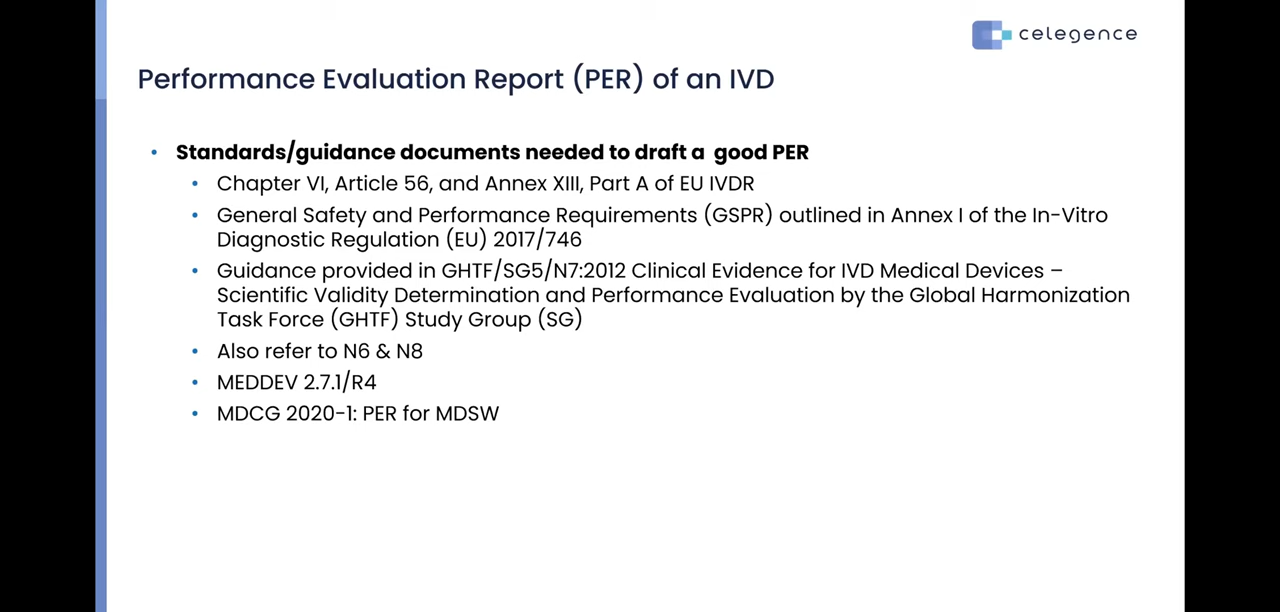 celegence
Performance Evaluation Report (PER) of an IVD
• Standards/guidance documents needed to draft a good PER
• Chapter VI, Article 56, and Annex XIII, Part A of EU IVDR
• General Safety and Performance Requirements (GSPR) outlined in Annex I of the In-Vitro
Diagnostic Regulation (EU) 2017/746
• Guidance provided in GHTF/SG5/N7:2012 Clinical Evidence for IVD Medical Devices –
Scientific Validity Determination and Performance Evaluation by the Global Harmonization
Task Force (GHTF) Study Group (SG)
• Also refer to N6 & N8
• MEDDEV 2.7.1/R4
• MDCG 2020-1: PER for MDSW